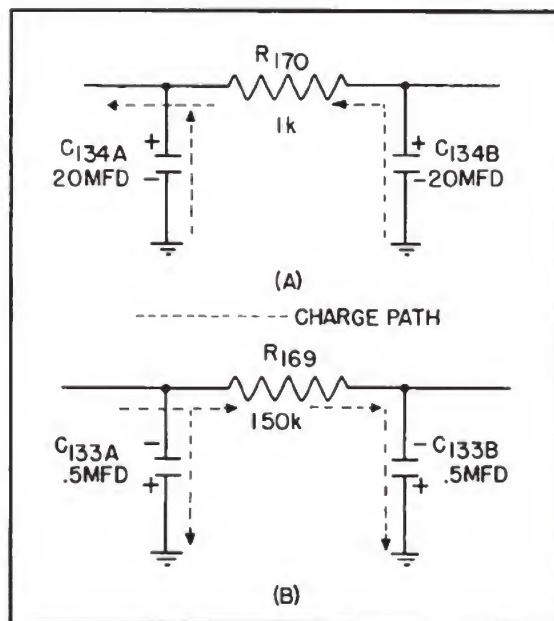 R170
1k
+
C134A
20MFD
-
+
C134B
-20MFD
(A)
CHARGE PATH
R169
150k
-
C133A
.5MFD
+
-
C133B
.5MFD
+
(B)